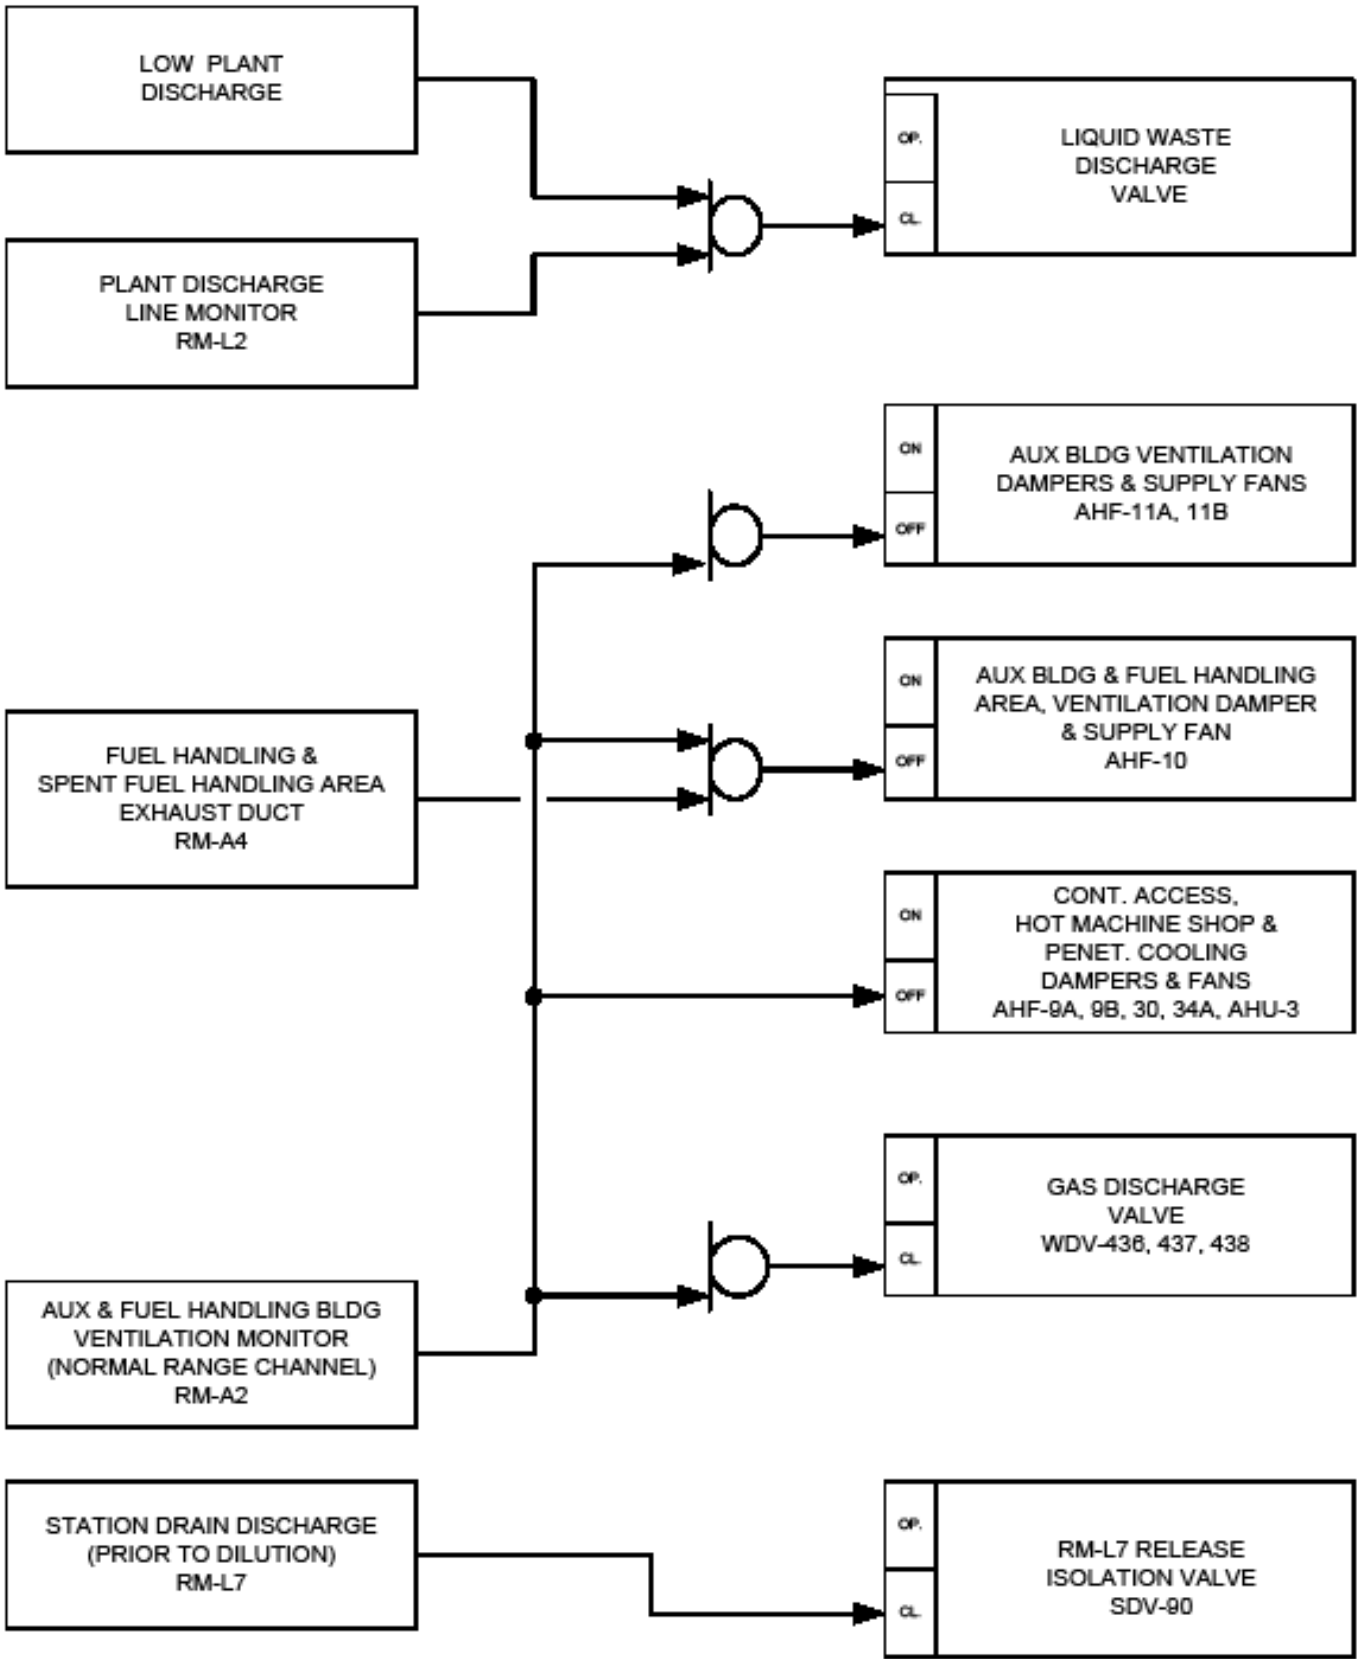 LOW PLANT
DISCHARGE
OP.
CL.
LIQUID WASTE
DISCHARGE
VALVE
PLANT DISCHARGE
LINE MONITOR
RM-L2
ON
OFF
AUX BLDG VENTILATION
DAMPERS & SUPPLY FANS
AHF-11A, 11B
ON
OFF
AUX BLDG & FUEL HANDLING
AREA, VENTILATION DAMPER
& SUPPLY FAN
AHF-10
FUEL HANDLING &
SPENT FUEL HANDLING AREA
EXHAUST DUCT
RM-A4
ON
OFF
CONT. ACCESS,
HOT MACHINE SHOP &
PENET. COOLING
DAMPERS & FANS
AHF-9A, 9B, 30, 34A, AHU-3
OP.
CL.
GAS DISCHARGE
VALVE
WDV-436, 437, 438
AUX & FUEL HANDLING BLDG
VENTILATION MONITOR
(NORMAL RANGE CHANNEL)
RM-A2
STATION DRAIN DISCHARGE
(PRIOR TO DILUTION)
RM-L7
OP.
CL.
RM-L7 RELEASE
ISOLATION VALVE
SDV-90